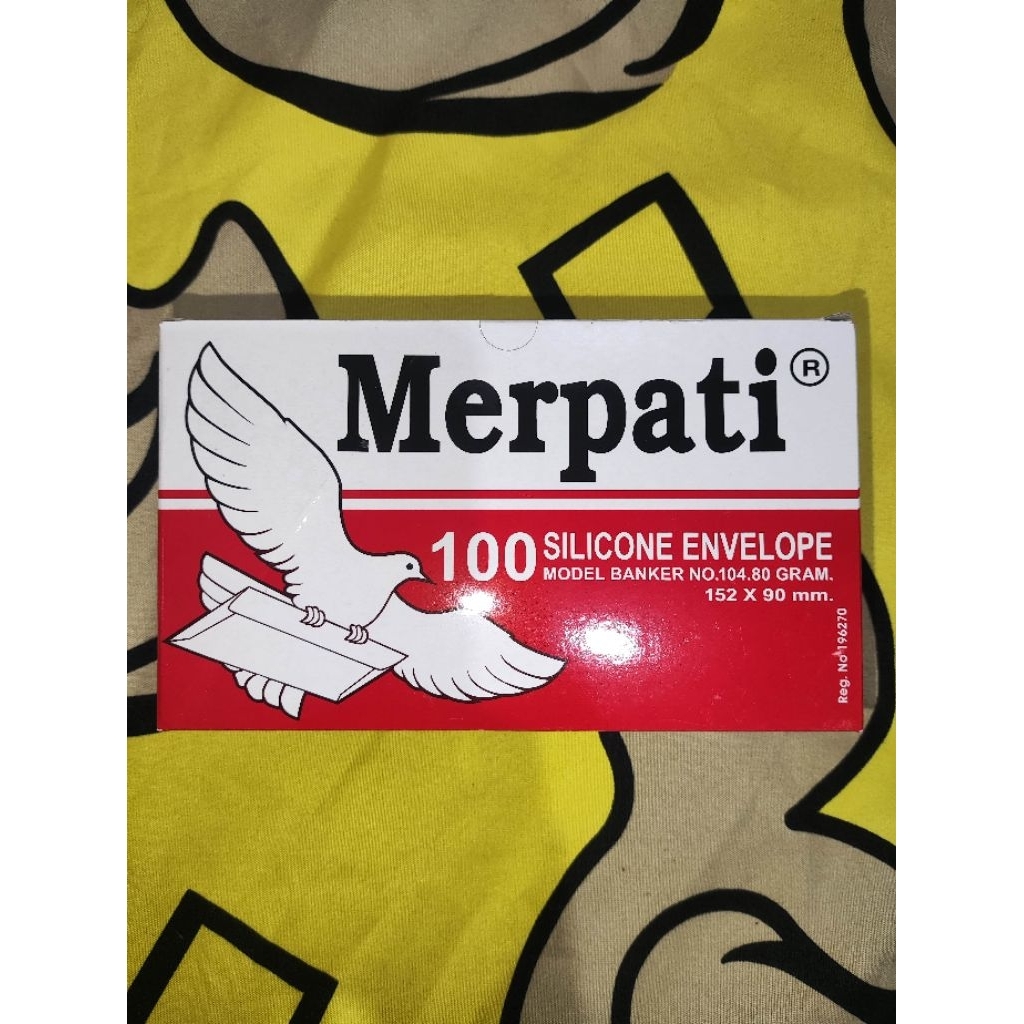 Merpati®
100 SILICONE ENVELOPE
MODEL BANKER NO.104.80 GRAM.
152 X 90 mm.
Reg. No 196270